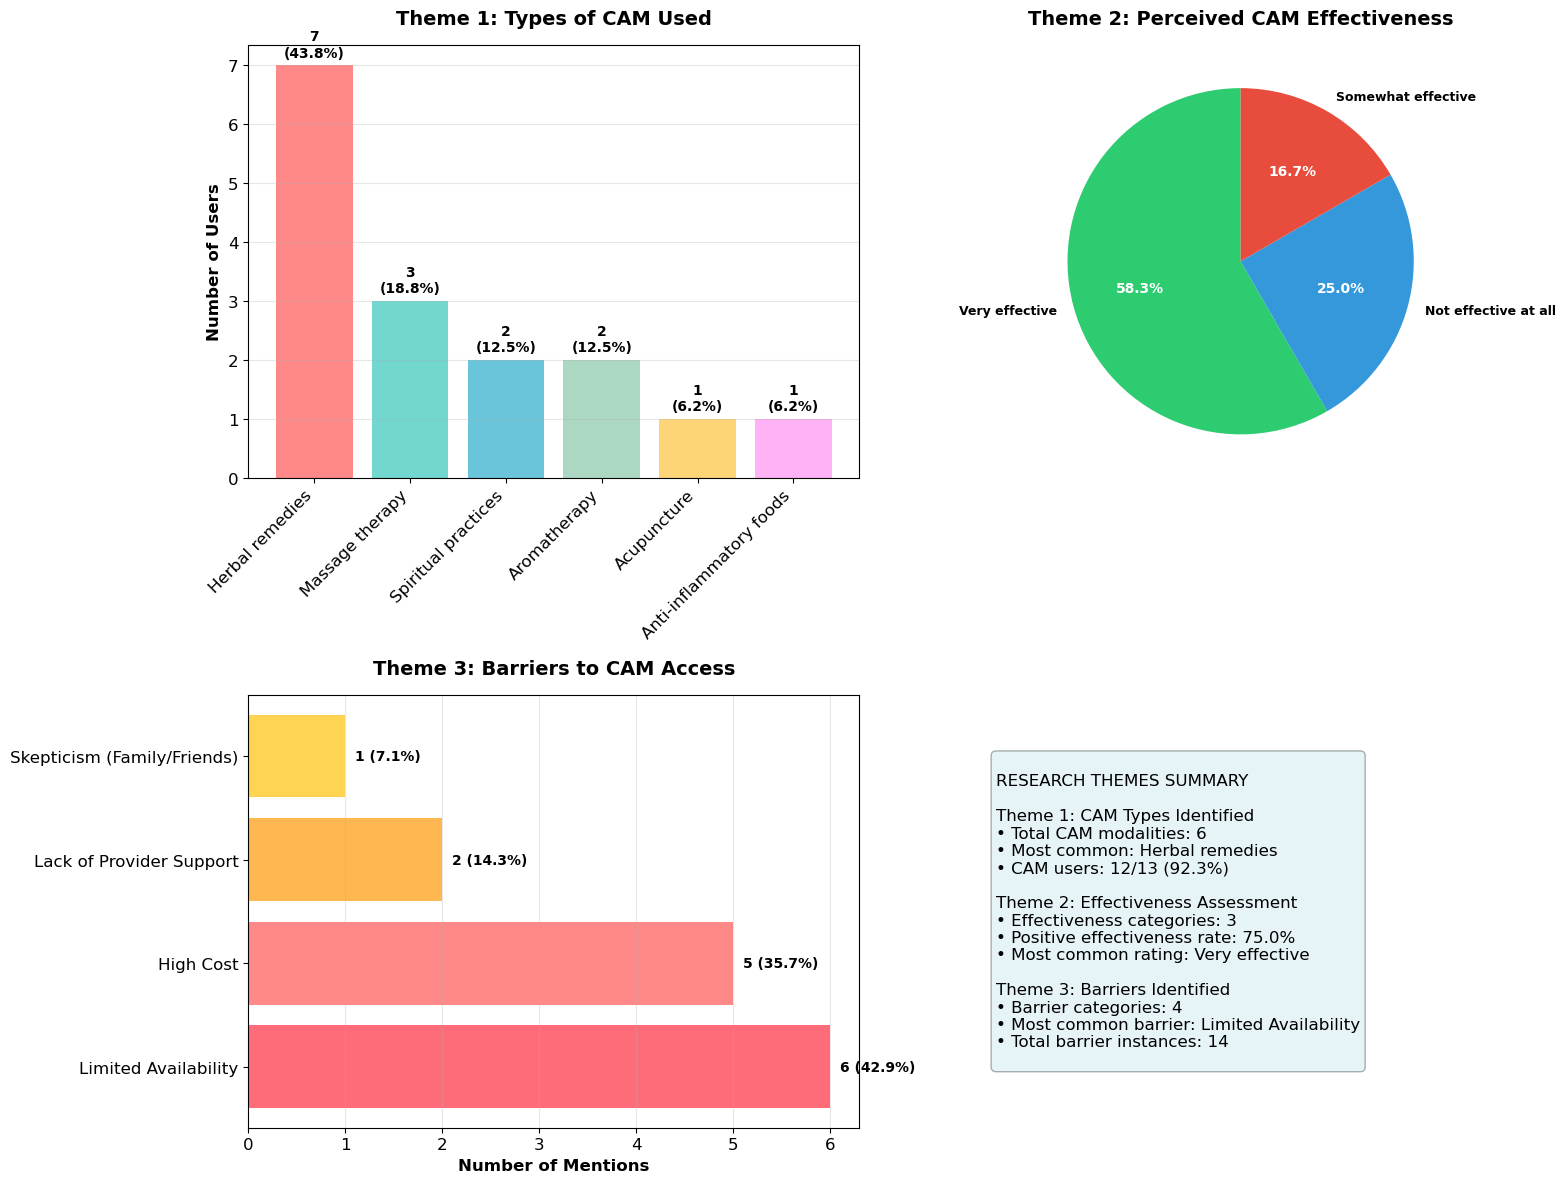 Theme 1: Types of CAM Used
7
(43.8%)
3
(18.8%)
2
(12.5%)
2
(12.5%)
1
(6.2%)
1
(6.2%)
Number of Users
7
6
5
4
3
2
1
0
Herbal remedies
Massage therapy
Spiritual practices
Aromatherapy
Acupuncture
Anti-inflammatory foods
Theme 2: Perceived CAM Effectiveness
Somewhat effective
16.7%
58.3%
25.0%
Very effective
Not effective at all
Theme 3: Barriers to CAM Access
Skepticism (Family/Friends)
1 (7.1%)
Lack of Provider Support
2 (14.3%)
High Cost
5 (35.7%)
Limited Availability
6 (42.9%)
0
1
2
3
4
5
6
Number of Mentions
RESEARCH THEMES SUMMARY
Theme 1: CAM Types Identified
• Total CAM modalities: 6
• Most common: Herbal remedies
• CAM users: 12/13 (92.3%)
Theme 2: Effectiveness Assessment
• Effectiveness categories: 3
• Positive effectiveness rate: 75.0%
• Most common rating: Very effective
Theme 3: Barriers Identified
• Barrier categories: 4
• Most common barrier: Limited Availability
• Total barrier instances: 14